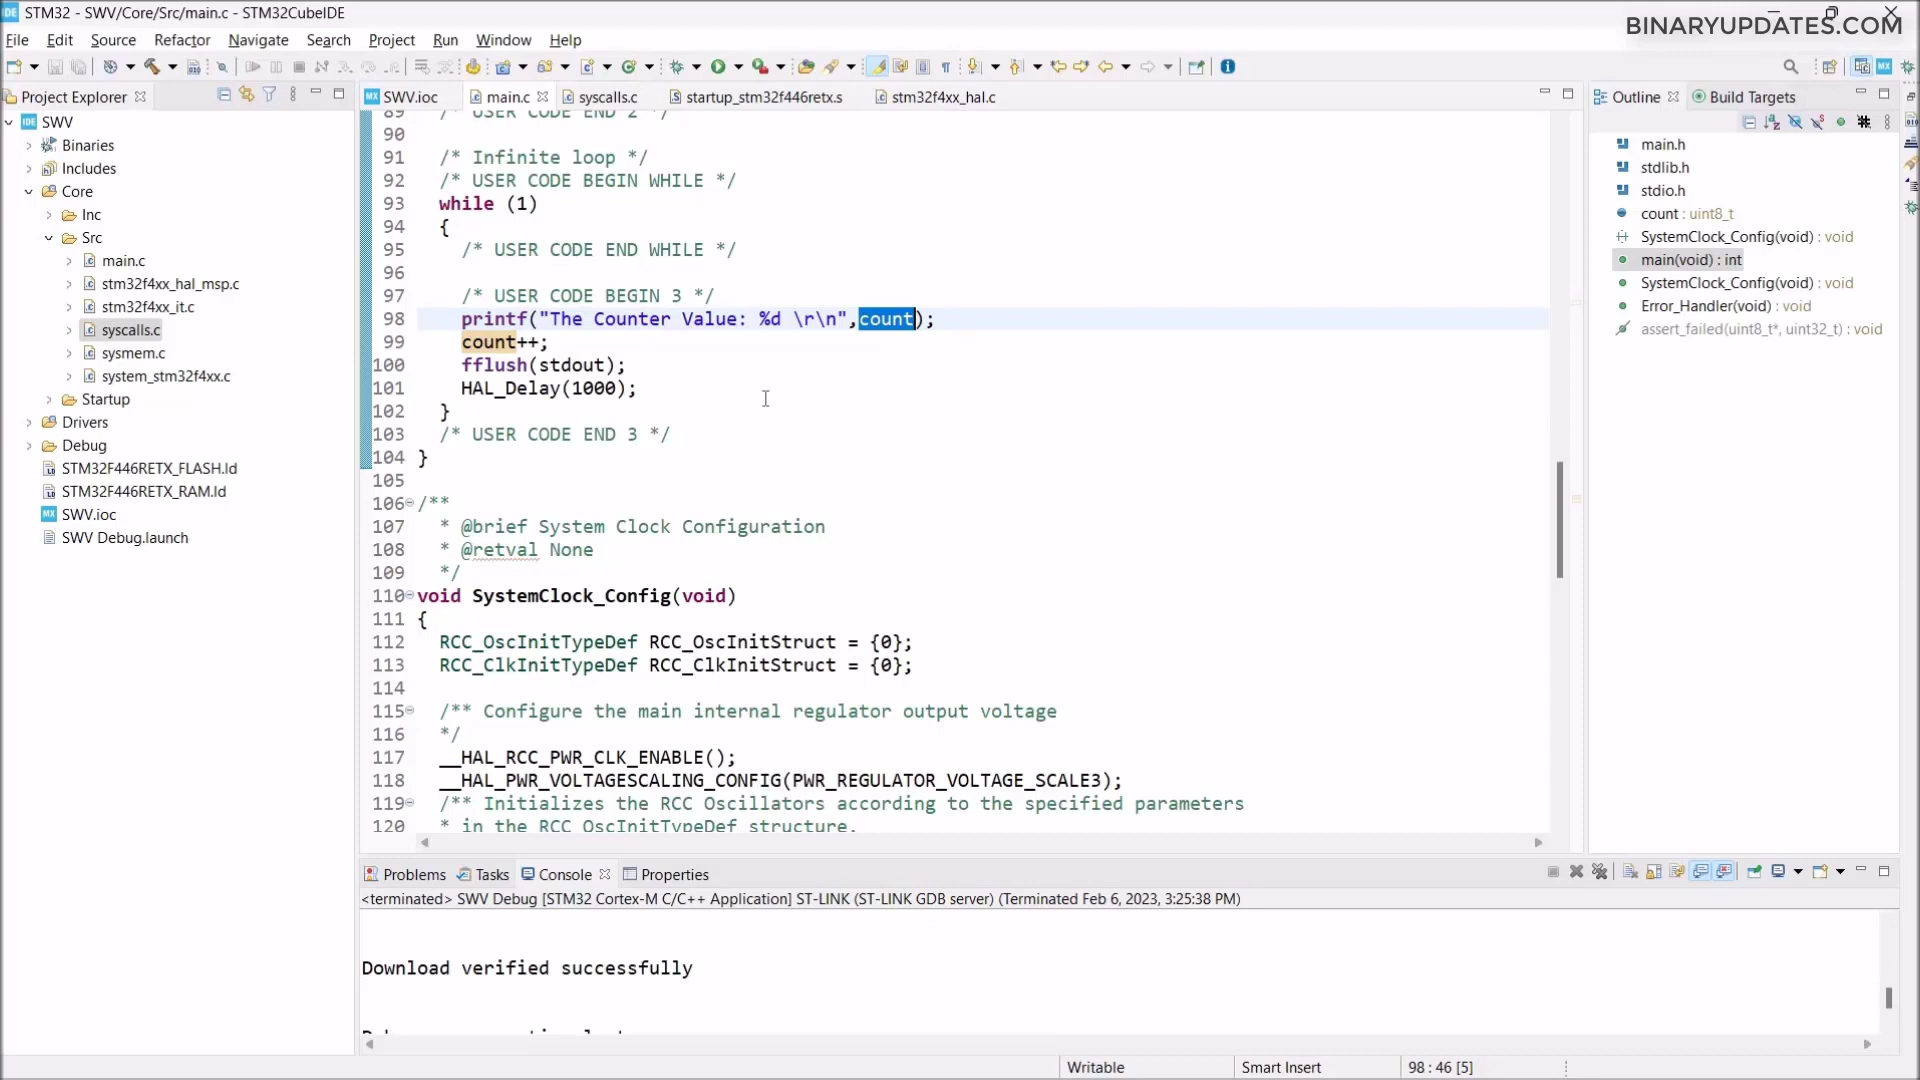 STM32 - SWV/Core/Src/main.c - STM32CubeIDE
BINARYUPDATES.COM
File Edit Source Refactor Navigate Search Project Run Window Help
Project Explorer
SWV
Binaries
Includes
Core
Inc
Src
main.c
stm32f4xx_hal_msp.c
stm32f4xx_it.c
syscalls.c
sysmem.c
system_stm32f4xx.c
Startup
Drivers
Debug
STM32F446RETX_FLASH.ld
STM32F446RETX_RAM.ld
SWV.ioc
SWV Debug.launch
SWV.ioc main.c syscalls.c startup_stm32f446retx.s stm32f4xx_hal.c
89 /* USER CODE END 2 */
90
91 /* Infinite loop */
92 /* USER CODE BEGIN WHILE */
93 while (1)
94 {
95 /* USER CODE END WHILE */
96
97 /* USER CODE BEGIN 3 */
98 printf("The Counter Value: %d \r\n",count);
99 count++;
100 fflush(stdout);
101 HAL_Delay(1000);
102 }
103 /* USER CODE END 3 */
104 }
105
106 /**
107 * @brief System Clock Configuration
108 * @retval None
109 */
110 void SystemClock_Config(void)
111 {
112 RCC_OscInitTypeDef RCC_OscInitStruct = {0};
113 RCC_ClkInitTypeDef RCC_ClkInitStruct = {0};
114
115 /** Configure the main internal regulator output voltage
116 */
117 __HAL_RCC_PWR_CLK_ENABLE();
118 __HAL_PWR_VOLTAGESCALING_CONFIG(PWR_REGULATOR_VOLTAGE_SCALE3);
119 /** Initializes the RCC Oscillators according to the specified parameters
120 * in the RCC_OscInitTypeDef structure.
Outline Build Targets
main.h
stdlib.h
stdio.h
count : uint8_t
SystemClock_Config(void) : void
main(void) : int
SystemClock_Config(void) : void
Error_Handler(void) : void
assert_failed(uint8_t*, uint32_t) : void
Problems Tasks Console Properties
<terminated> SWV Debug [STM32 Cortex-M C/C++ Application] ST-LINK (ST-LINK GDB server) (Terminated Feb 6, 2023, 3:25:38 PM)
Download verified successfully
Writable Smart Insert 98 : 46 [5]